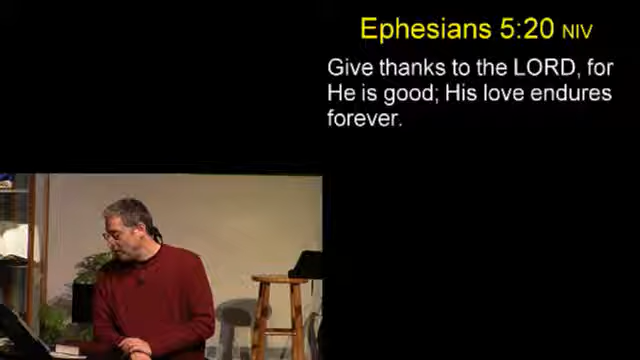 Ephesians 5:20 NIV
Give thanks to the LORD, for
He is good; His love endures
forever.